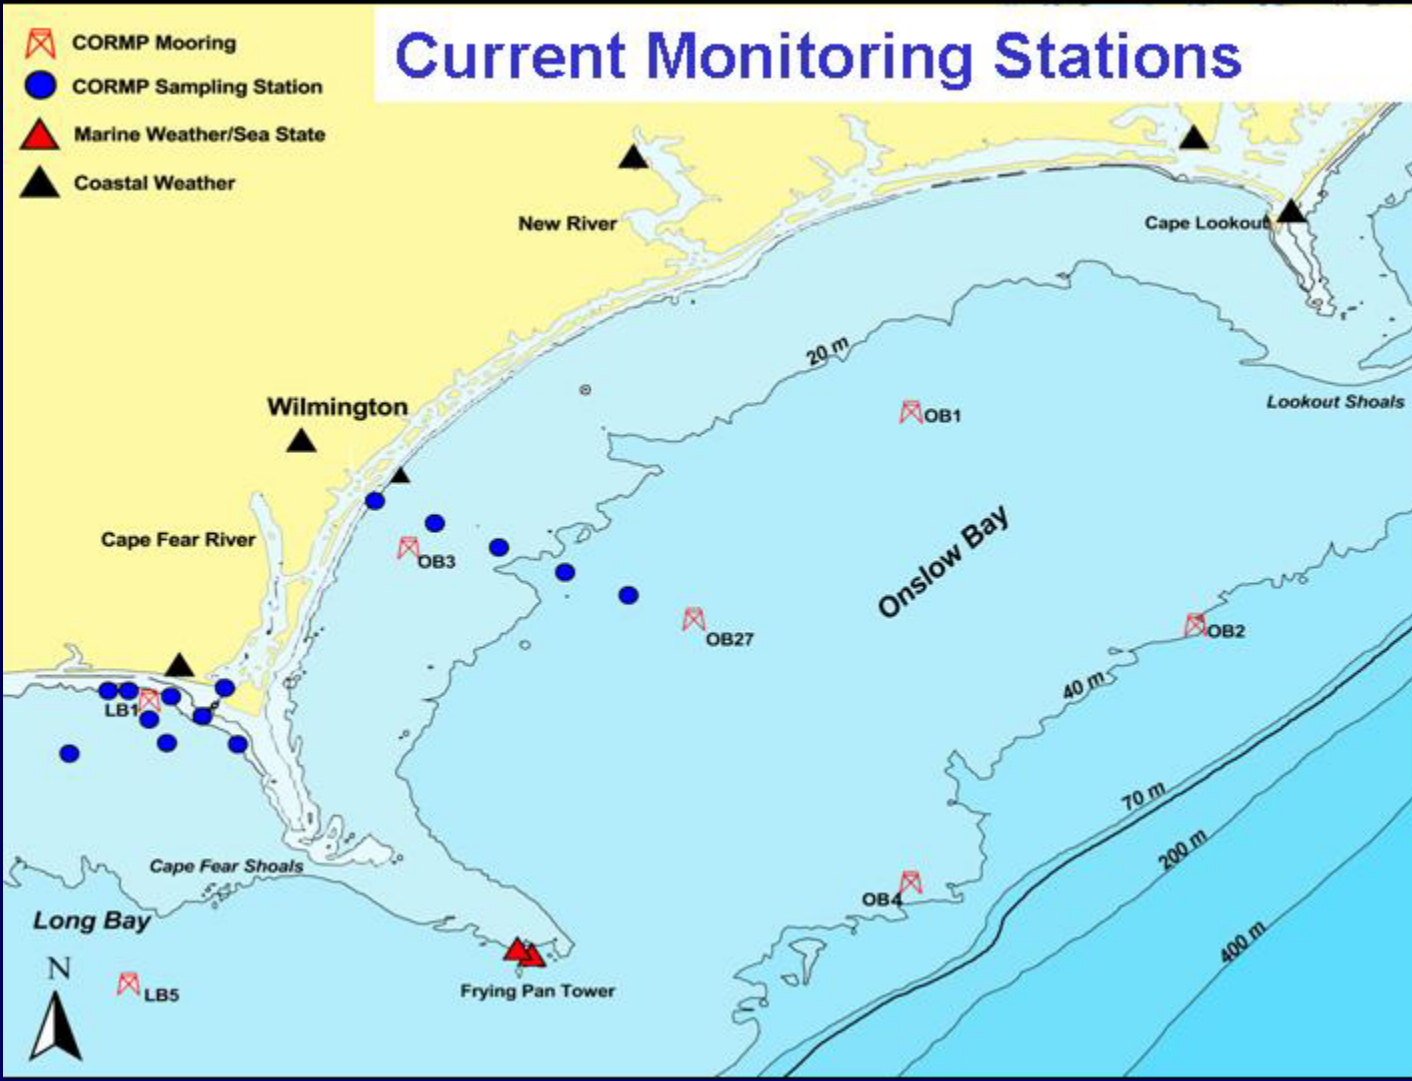 Current Monitoring Stations
CORMP Mooring
CORMP Sampling Station
Marine Weather/Sea State
Coastal Weather
New River
Cape Lookout
20 m
Lookout Shoals
Wilmington
OB1
Cape Fear River
OB3
Onslow Bay
OB27
OB2
40 m
LB1
70 m
200 m
Cape Fear Shoals
OB4
Long Bay
400 m
N
LB5
Frying Pan Tower